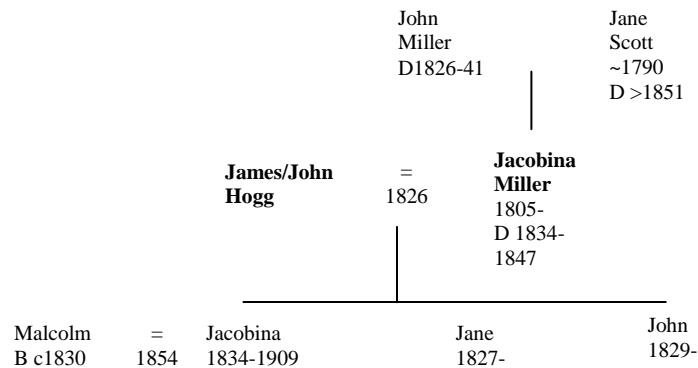 John
Miller
D1826-41
Jane
Scott
~1790
D >1851
James/John
Hogg
=
1826
Jacobina
Miller
1805-
D 1834-
1847
Malcolm
B c1830
=
1854
Jacobina
1834-1909
Jane
1827-
John
1829-